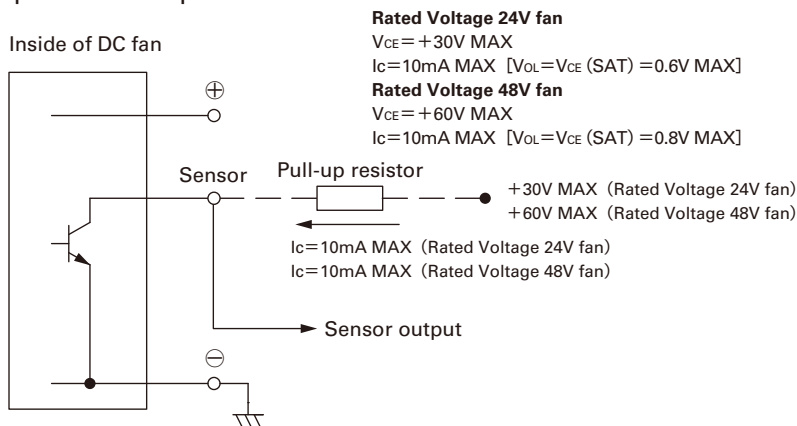 Rated Voltage 24V fan
Inside of DC fan
VCE＝＋30V MAX
Ic＝10mA MAX [VOL＝VCE (SAT) ＝0.6V MAX]
Rated Voltage 48V fan
VCE＝＋60V MAX
Ic＝10mA MAX [VOL＝VCE (SAT) ＝0.8V MAX]
⊕
Sensor
Pull-up resistor
＋30V MAX (Rated Voltage 24V fan)
＋60V MAX (Rated Voltage 48V fan)
Ic＝10mA MAX (Rated Voltage 24V fan)
Ic＝10mA MAX (Rated Voltage 48V fan)
Sensor output
⊖